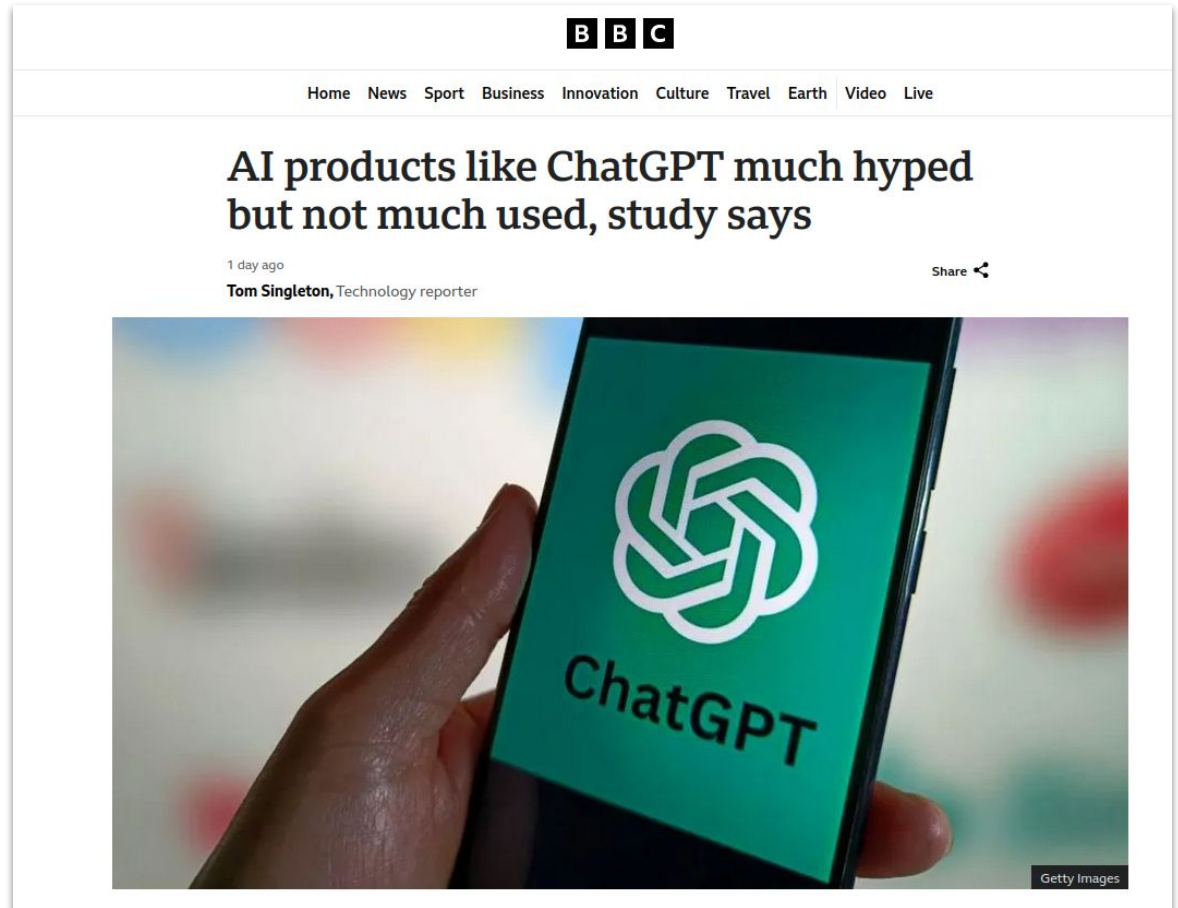 BBC
Home News Sport Business Innovation Culture Travel Earth Video Live
AI products like ChatGPT much hyped
but not much used, study says
1 day ago
Share
Tom Singleton, Technology reporter
ChatGPT
Getty Images